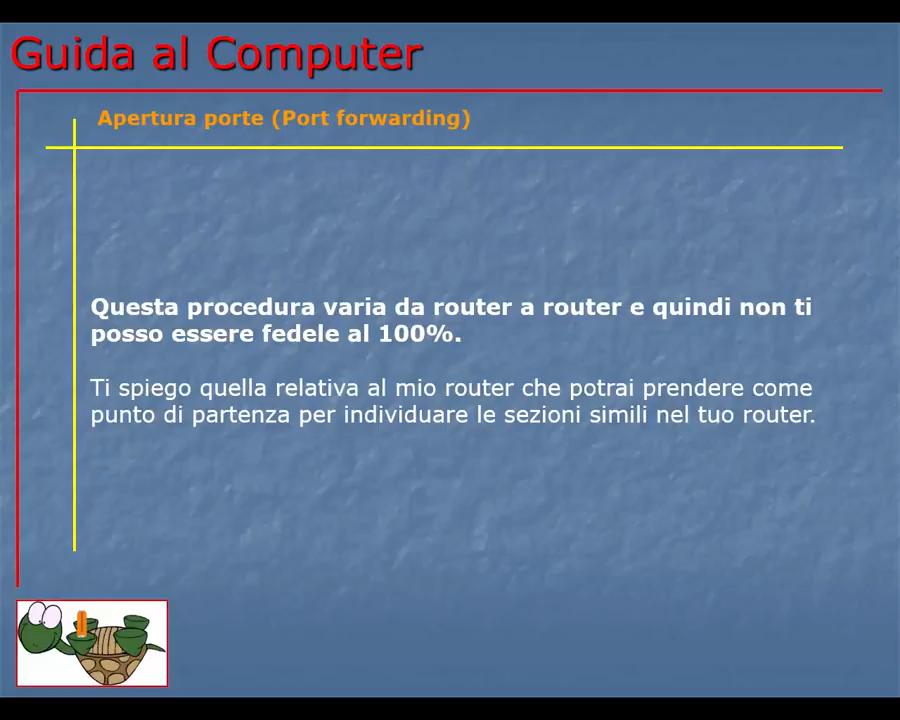 Guida al Computer
Apertura porte (Port forwarding)
Questa procedura varia da router a router e quindi non ti
posso essere fedele al 100%.
Ti spiego quella relativa al mio router che potrai prendere come
punto di partenza per individuare le sezioni simili nel tuo router.